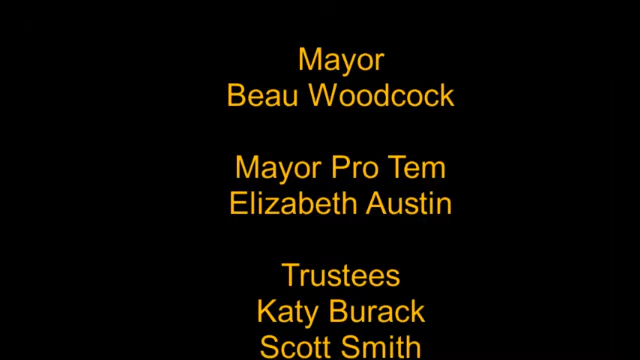 Mayor
Beau Woodcock
Mayor Pro Tem
Elizabeth Austin
Trustees
Katy Burack
Scott Smith